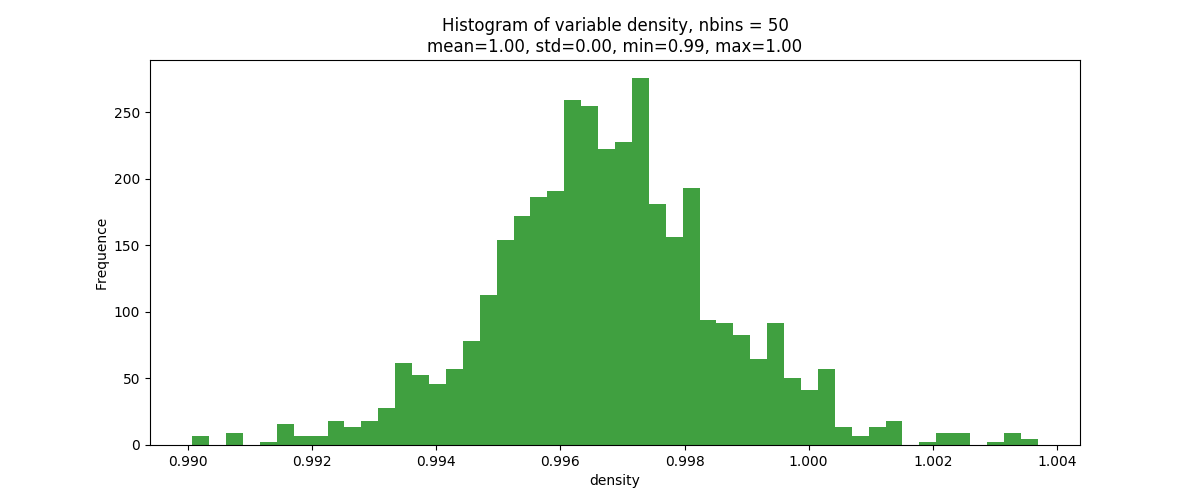 Histogram of variable density, nbins = 50
mean=1.00, std=0.00, min=0.99, max=1.00
250
200
150
100
50
0
Frequence
0.990 0.992 0.994 0.996 0.998 1.000 1.002 1.004
density